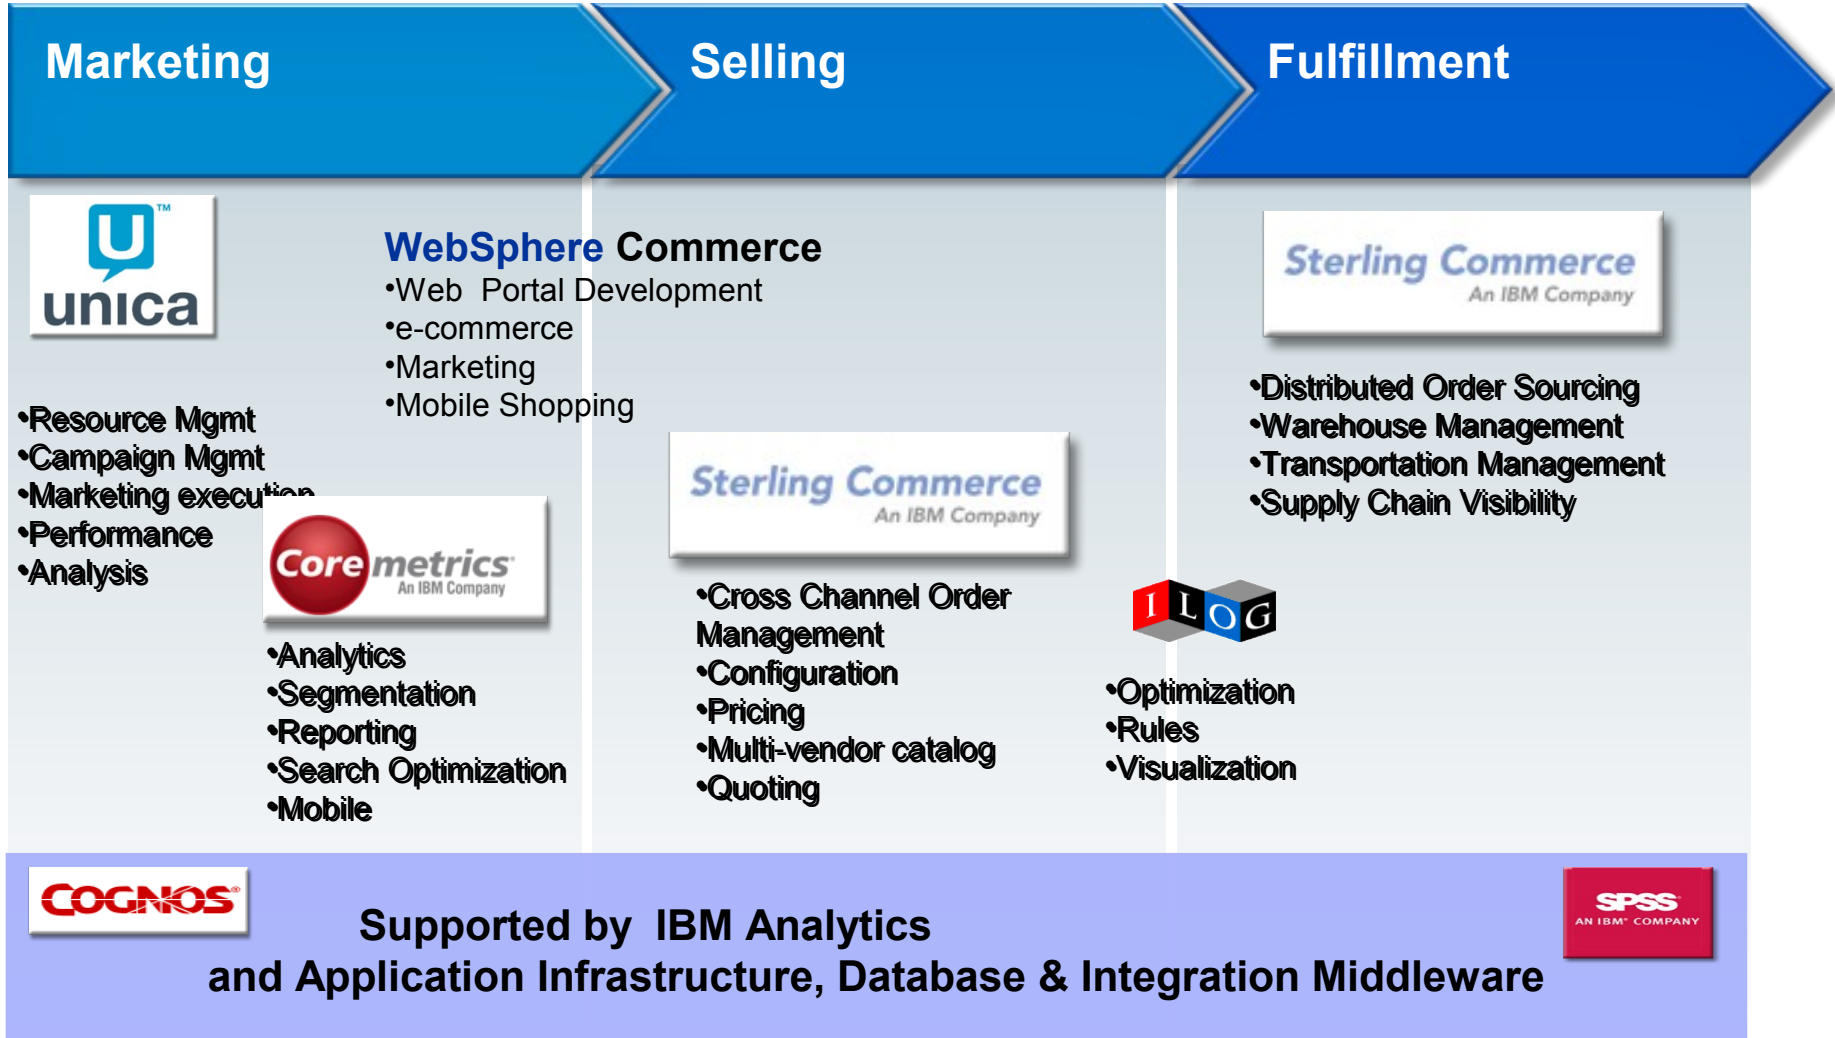 Marketing
Selling
Fulfillment
U™
unica
•Resource Mgmt
•Campaign Mgmt
•Marketing execution
•Performance
•Analysis
WebSphere Commerce
•Web  Portal Development
•e-commerce
•Marketing
•Mobile Shopping
Coremetrics
An IBM Company
•Analytics
•Segmentation
•Reporting
•Search Optimization
•Mobile
Sterling Commerce
An IBM Company
•Cross Channel Order
Management
•Configuration
•Pricing
•Multi-vendor catalog
•Quoting
Sterling Commerce
An IBM Company
•Distributed Order Sourcing
•Warehouse Management
•Transportation Management
•Supply Chain Visibility
ILOG
•Optimization
•Rules
•Visualization
COGNOS®
Supported by  IBM Analytics
and Application Infrastructure, Database & Integration Middleware
SPSS
AN IBM® COMPANY